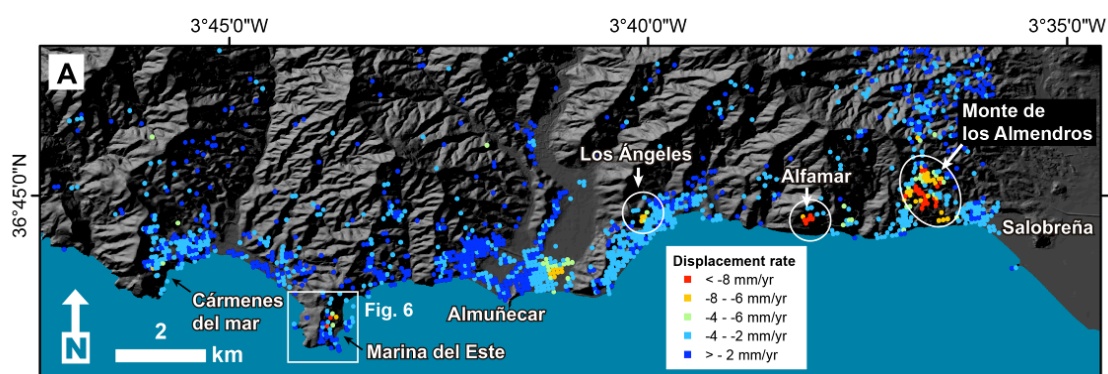 3°45'0"W
3°40'0"W
3°35'0"W
A
36°45'0"N
Monte de
los Almendros
Los Ángeles
Alfamar
Salobreña
Displacement rate
< -8 mm/yr
-8 - -6 mm/yr
-4 - -6 mm/yr
-4 - -2 mm/yr
> - 2 mm/yr
Cármenes
del mar
Fig. 6
Almuñecar
Marina del Este
2
km
N